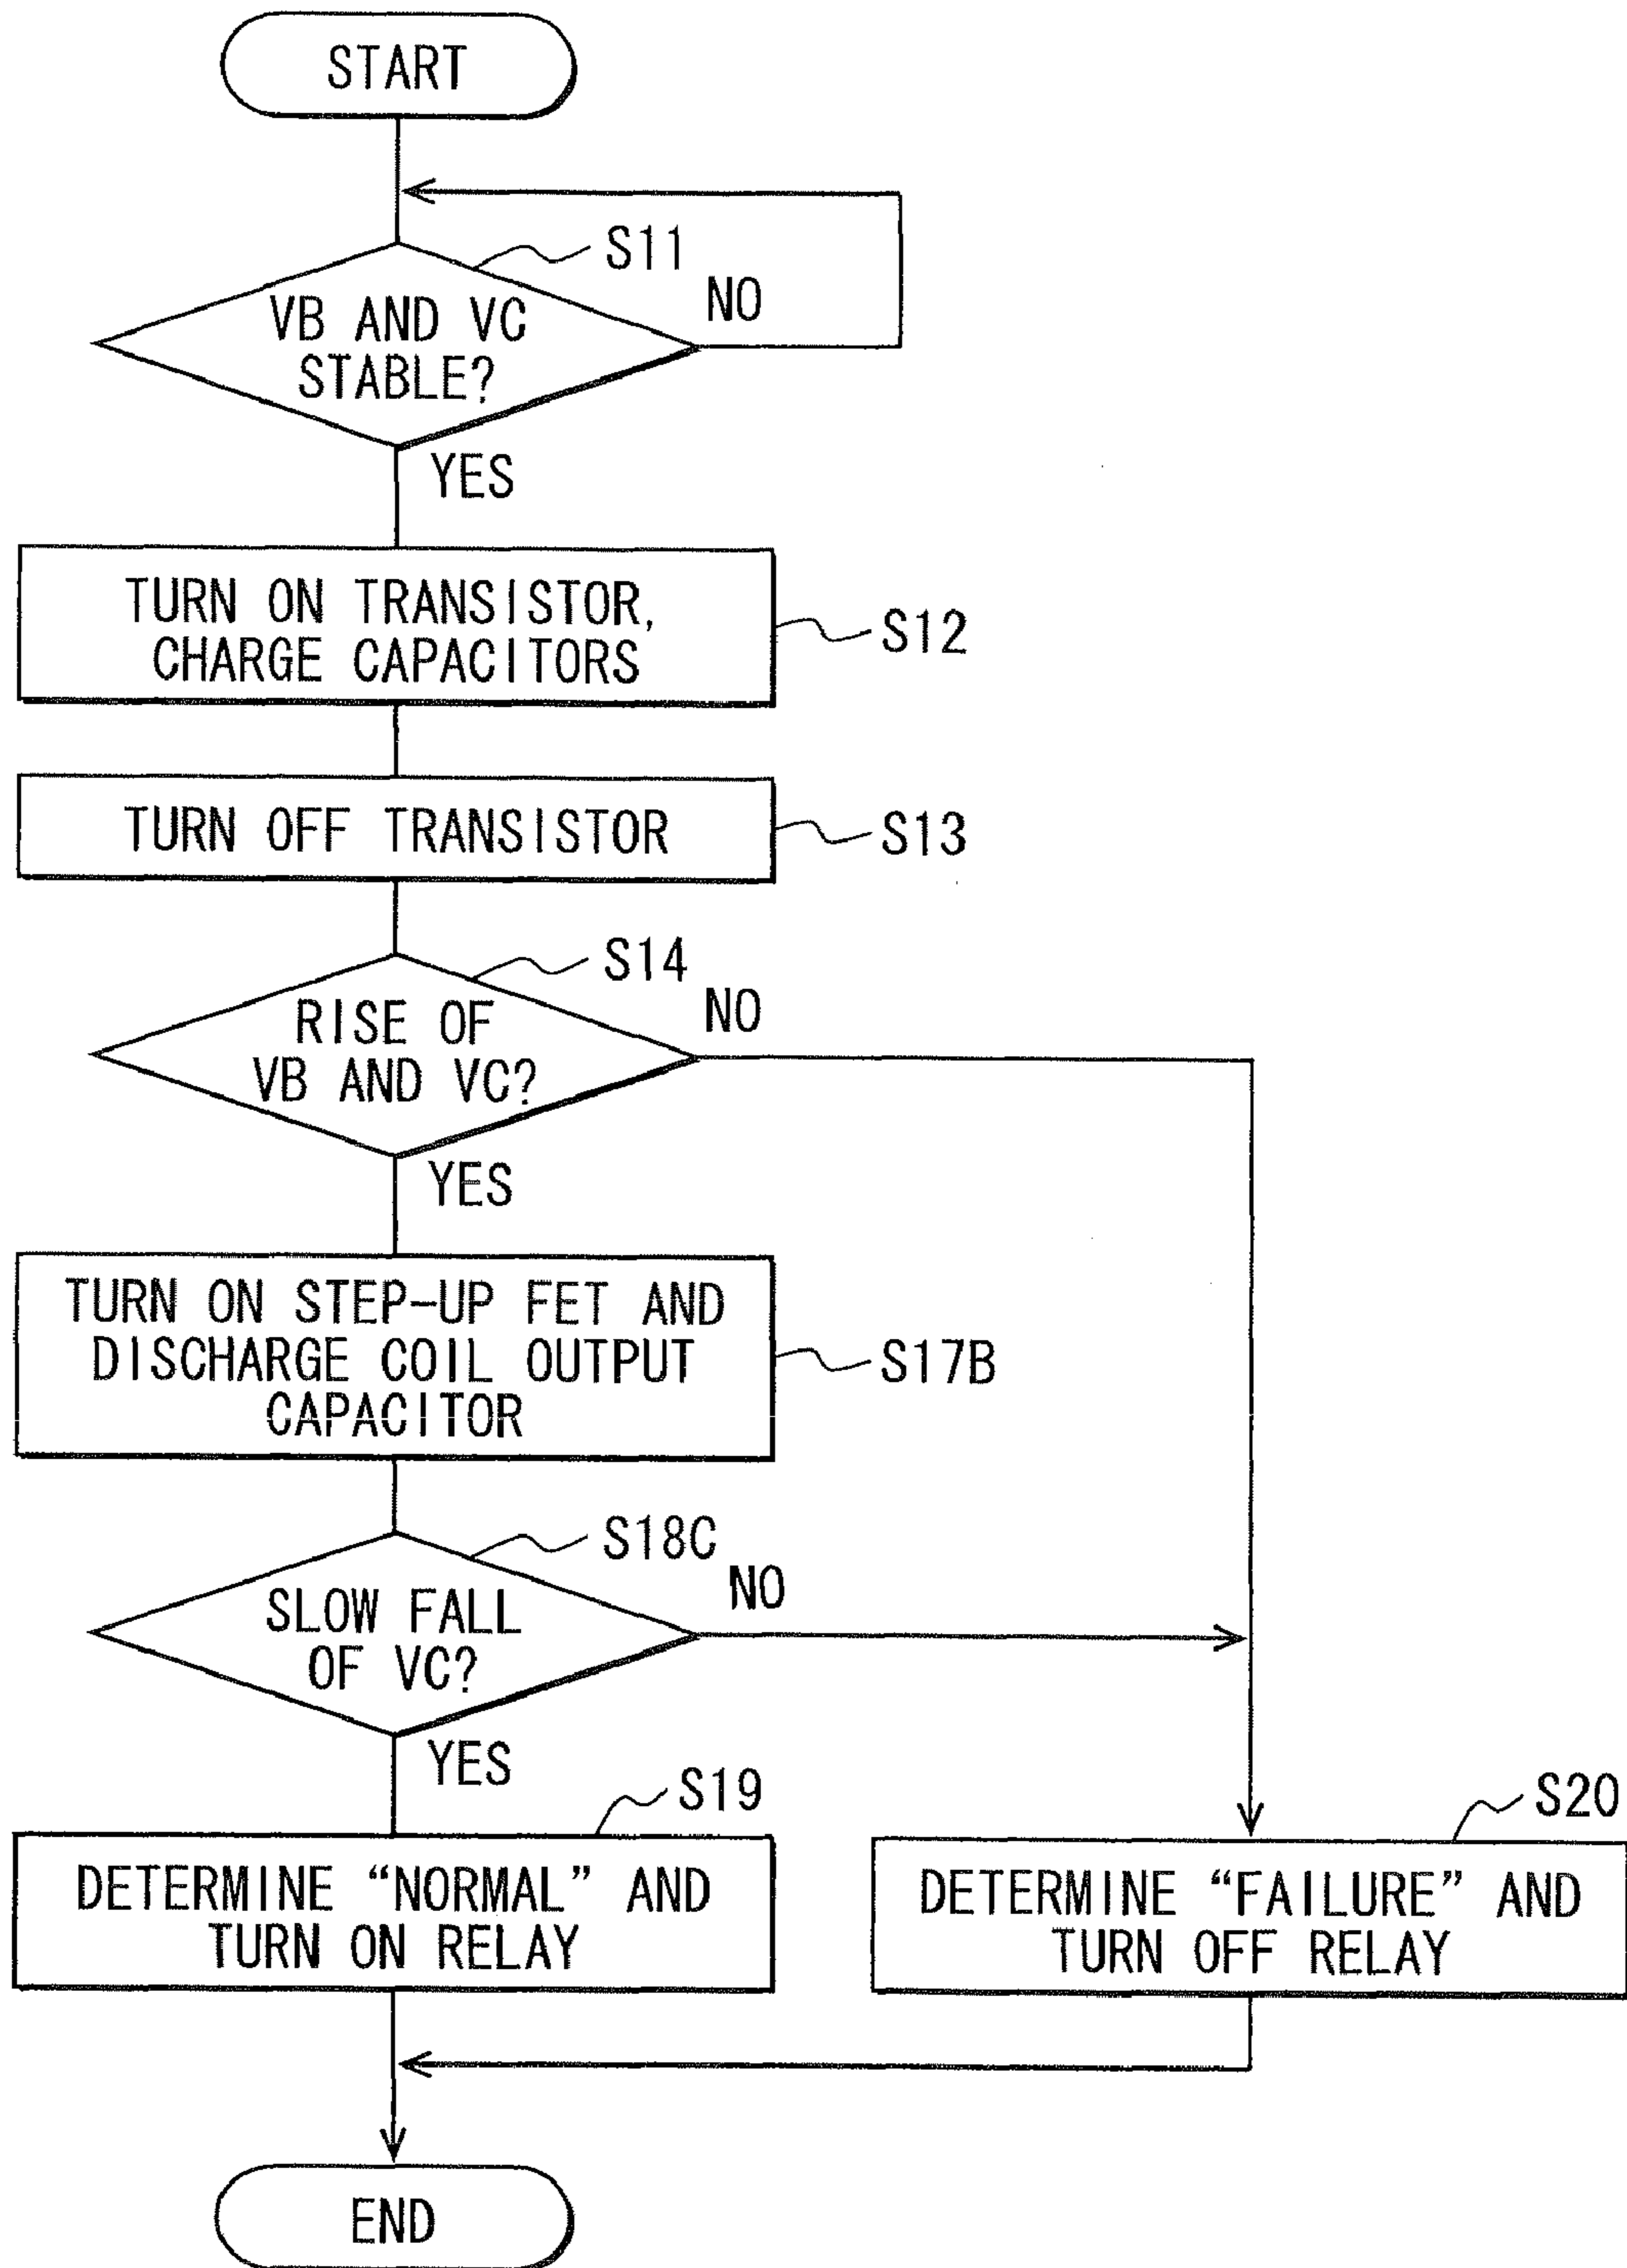 START
S11
NO
VB AND VC
STABLE?
YES
TURN ON TRANSISTOR,
CHARGE CAPACITORS
S12
TURN OFF TRANSISTOR
S13
S14
NO
RISE OF
VB AND VC?
YES
TURN ON STEP-UP FET AND
DISCHARGE COIL OUTPUT
CAPACITOR
S17B
S18C
NO
SLOW FALL
OF VC?
YES
S19
DETERMINE “NORMAL” AND
TURN ON RELAY
S20
DETERMINE “FAILURE” AND
TURN OFF RELAY
END